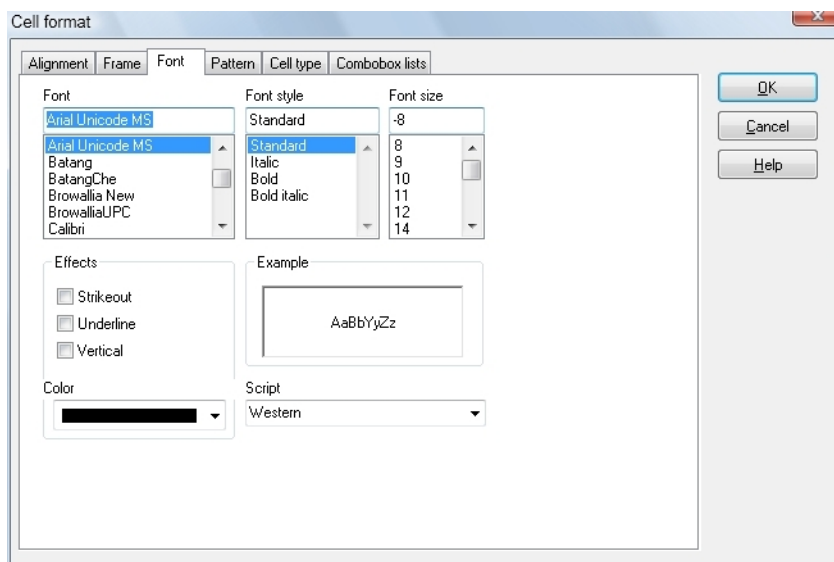 Cell format
Alignment Frame Font Pattern Cell type Combobox lists
Font Font style Font size
Arial Unicode MS Standard -8
Arial Unicode MS
Batang
BatangChe
Browallia New
BrowalliaUPC
Calibri
Standard
Italic
Bold
Bold italic
8
9
10
11
12
14
Effects
Strikeout
Underline
Vertical
Example
AaBbYyZz
Color
Script
Western
OK
Cancel
Help